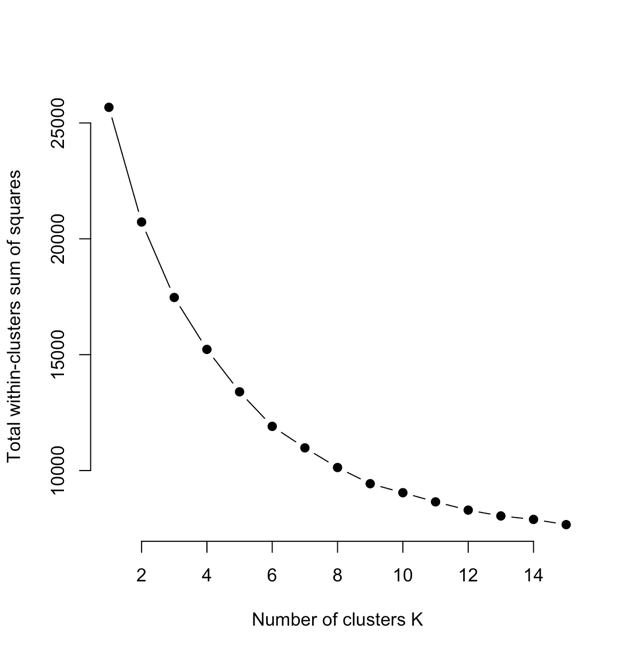 Total within-clusters sum of squares
25000
20000
15000
10000
2 4 6 8 10 12 14
Number of clusters K